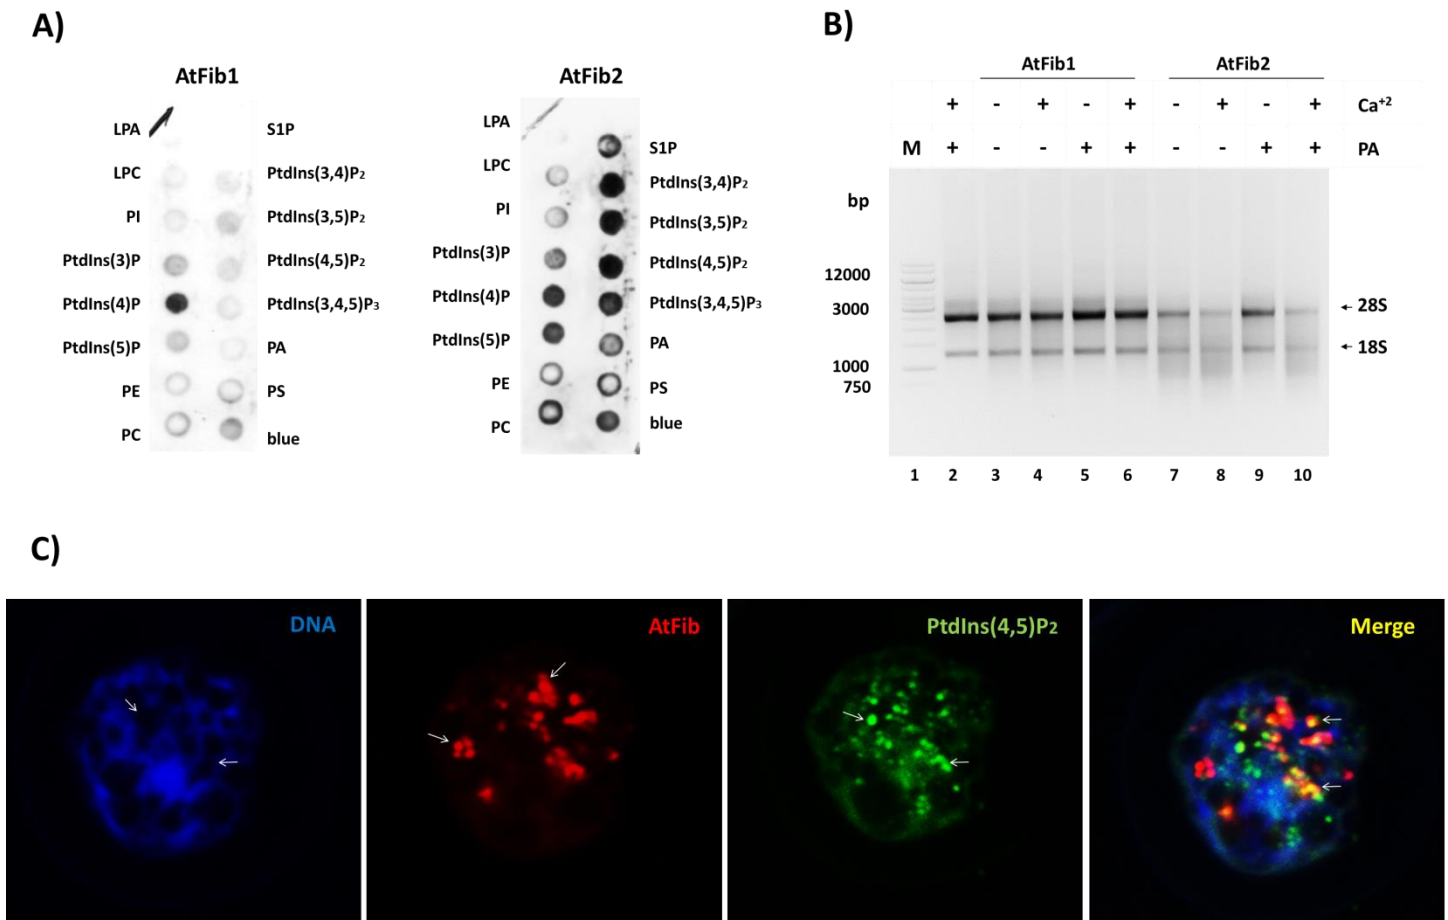 A)
AtFib1
LPA
S1P
LPC
PtdIns(3,4)P2
PI
PtdIns(3,5)P2
PtdIns(3)P
PtdIns(4,5)P2
PtdIns(4)P
PtdIns(3,4,5)P3
PtdIns(5)P
PA
PE
PS
PC
blue
AtFib2
LPA
S1P
LPC
PtdIns(3,4)P2
PI
PtdIns(3,5)P2
PtdIns(3)P
PtdIns(4,5)P2
PtdIns(4)P
PtdIns(3,4,5)P3
PtdIns(5)P
PA
PE
PS
PC
blue
B)
AtFib1 AtFib2
+ - + - + - + - + Ca+2
M + - - + + - - + + PA
bp
12000
3000
1000
750
← 28S
← 18S
1 2 3 4 5 6 7 8 9 10
C)
DNA
AtFib
PtdIns(4,5)P2
Merge